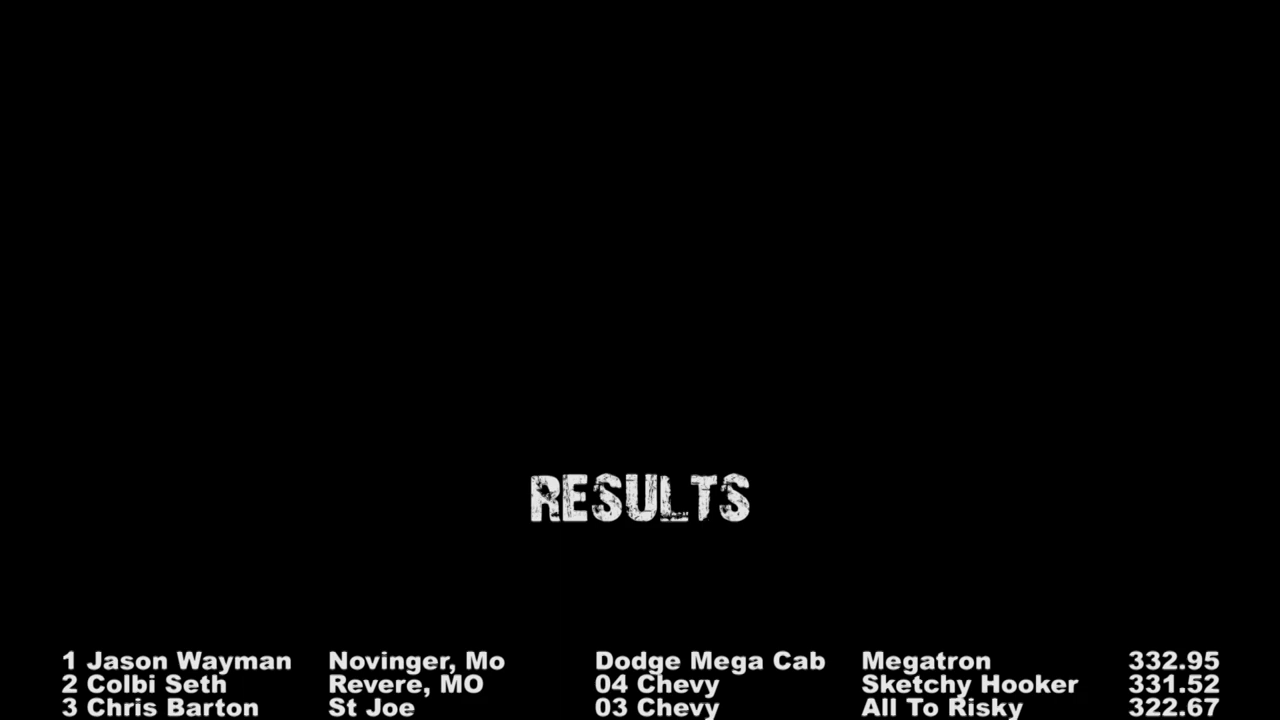 RESULTS
1 Jason Wayman Novinger, Mo Dodge Mega Cab Megatron 332.95
2 Colbi Seth Revere, MO 04 Chevy Sketchy Hooker 331.52
3 Chris Barton St Joe 03 Chevy All To Risky 322.67